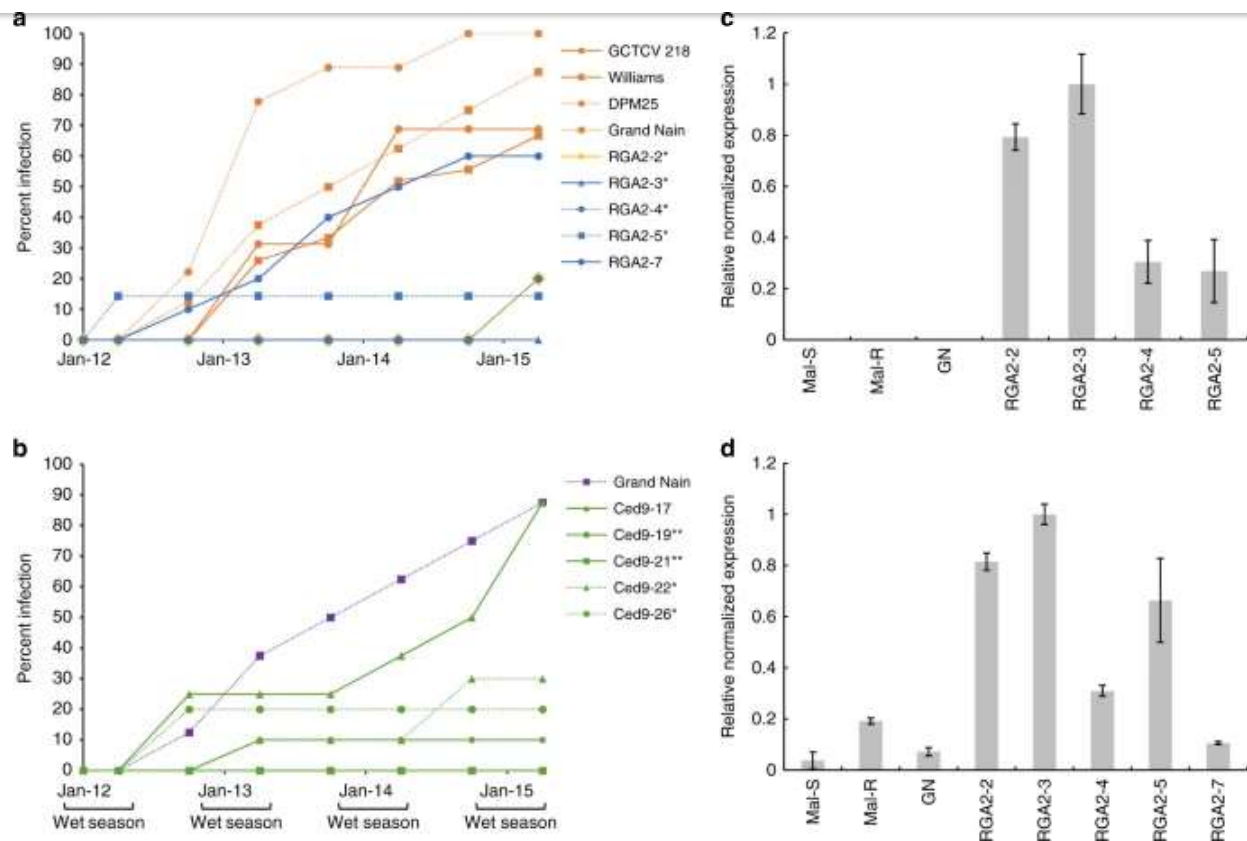 a
100
90
80
70
60
50
40
30
20
10
0
Percent infection
Jan-12 Jan-13 Jan-14 Jan-15
GCTCV 218
Williams
DPM25
Grand Nain
RGA2-2*
RGA2-3*
RGA2-4*
RGA2-5*
RGA2-7
c
1.2
1
0.8
0.6
0.4
0.2
0
Relative normalized expression
Mal-S
Mal-R
GN
RGA2-2
RGA2-3
RGA2-4
RGA2-5
b
100
90
80
70
60
50
40
30
20
10
0
Percent infection
Jan-12 Jan-13 Jan-14 Jan-15
Wet season Wet season Wet season Wet season
Grand Nain
Ced9-17
Ced9-19**
Ced9-21**
Ced9-22*
Ced9-26*
d
1.2
1
0.8
0.6
0.4
0.2
0
Relative normalized expression
Mal-S
Mal-R
GN
RGA2-2
RGA2-3
RGA2-4
RGA2-5
RGA2-7